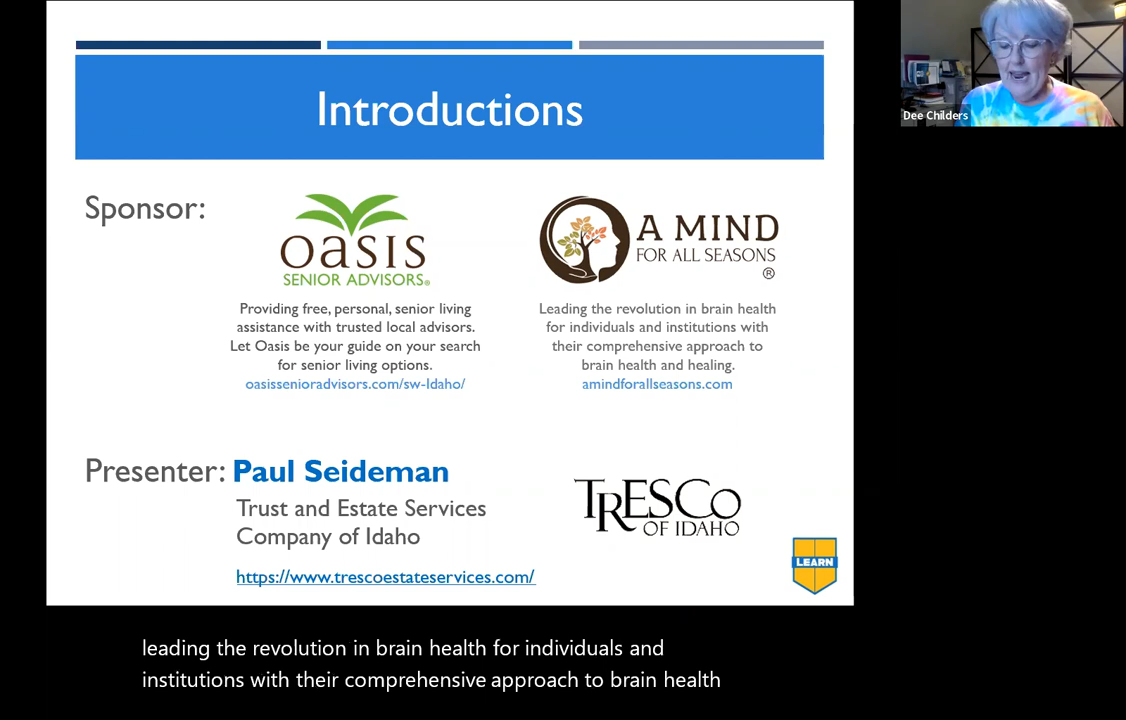 Introductions
Sponsor:
oasis
SENIOR ADVISORS®
Providing free, personal, senior living
assistance with trusted local advisors.
Let Oasis be your guide on your search
for senior living options.
oasissenioradvisors.com/sw-Idaho/
A MIND
FOR ALL SEASONS
®
Leading the revolution in brain health
for individuals and institutions with
their comprehensive approach to
brain health and healing.
amindforallseasons.com
Presenter: Paul Seideman
Trust and Estate Services
Company of Idaho
https://www.trescoestateservices.com/
TRESCO
OF IDAHO
LEARN
Dee Childers
leading the revolution in brain health for individuals and
institutions with their comprehensive approach to brain health